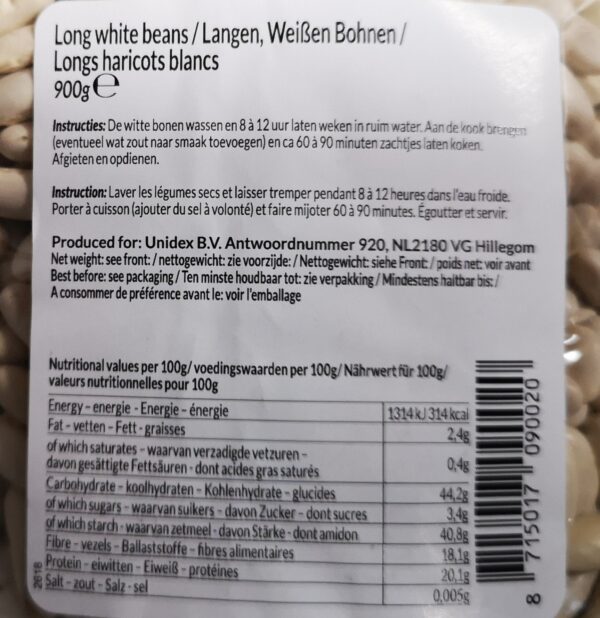 Long white beans / Langen, Weißen Bohnen /
Longs haricots blancs
900g ℮
Instructies: De witte bonen wassen en 8 à 12 uur laten weken in ruim water. Aan de kook brengen
(eventueel wat zout naar smaak toevoegen) en ca 60 à 90 minuten zachtjes laten koken.
Afgieten en opdienen.
Instruction: Laver les légumes secs et laisser tremper pendant 8 à 12 heures dans l'eau froide.
Porter à cuisson (ajouter du sel à volonté) et faire mijoter 60 à 90 minutes. Egoutter et servir.
Produced for: Unidex B.V. Antwoordnummer 920, NL2180 VG Hillegom
Net weight: see front: / nettogewicht: zie voorzijde: / Nettogewicht: siehe Front: / poids net: voir avant
Best before: see packaging / Ten minste houdbaar tot: zie verpakking / Mindestens haltbar bis: /
A consommer de préférence avant le: voir l'emballage
Nutritional values per 100g/ voedingswaarden per 100g/ Nährwert für 100g/
valeurs nutritionnelles pour 100g
Energy - energie - Energie - énergie 1314 kJ 314 kcal
Fat - vetten - Fett - graisses 2,4g
of which saturates - waarvan verzadigde vetzuren -
davon gesättigte Fettsäuren - dont acides gras saturés 0,4g
Carbohydrate - koolhydraten - Kohlenhydrate - glucides 44,2g
of which sugars - waarvan suikers - davon Zucker - dont sucres 3,4g
of which starch - waarvan zetmeel - davon Stärke - dont amidon 40,8g
Fibre - vezels - Ballaststoffe - fibres alimentaires 18,1g
Protein - eiwitten - Eiweiß - protéines 20,1g
Salt - zout - Salz - sel 0,005g
2618
8 715017 090020